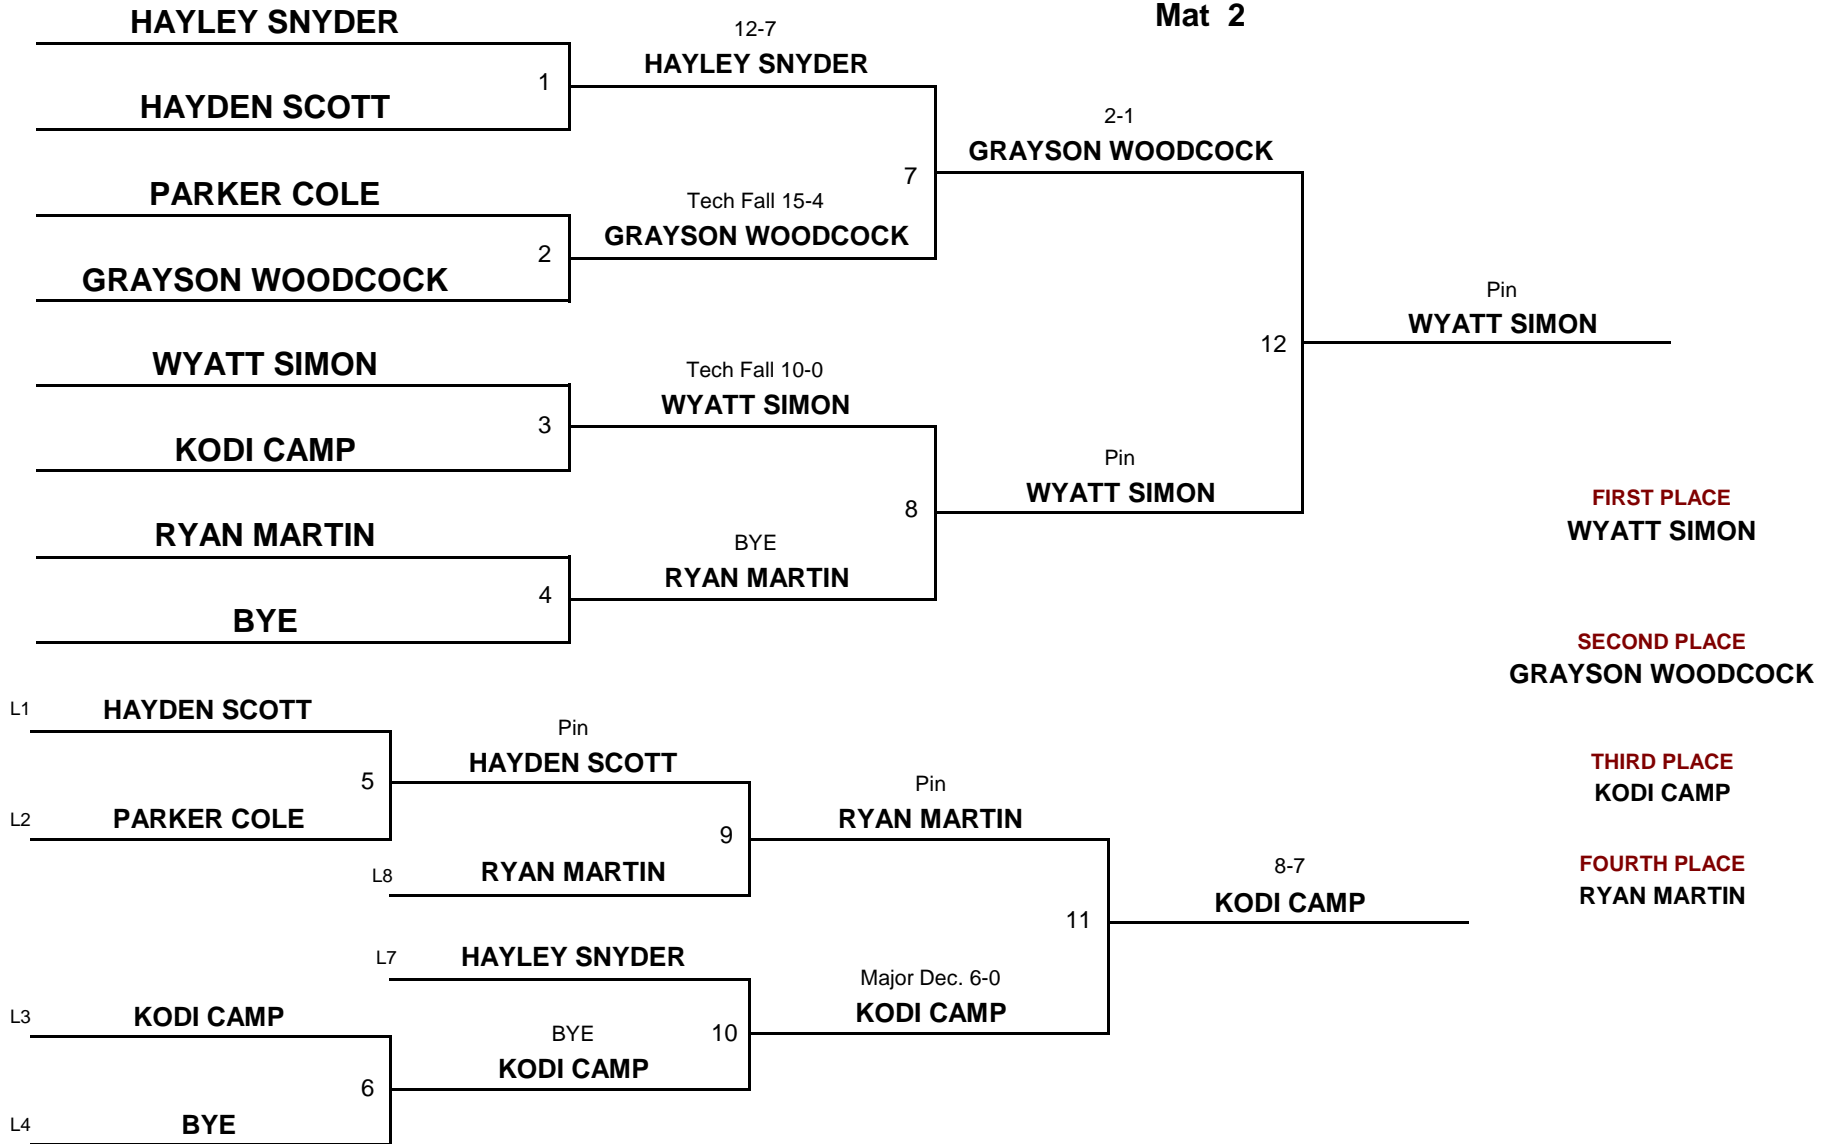 Mat 2
HAYLEY SNYDER
1
HAYDEN SCOTT
12-7
HAYLEY SNYDER
PARKER COLE
2
GRAYSON WOODCOCK
Tech Fall 15-4
GRAYSON WOODCOCK
7
2-1
GRAYSON WOODCOCK
WYATT SIMON
3
KODI CAMP
Tech Fall 10-0
WYATT SIMON
RYAN MARTIN
4
BYE
BYE
RYAN MARTIN
8
Pin
WYATT SIMON
12
Pin
WYATT SIMON
FIRST PLACE
WYATT SIMON
SECOND PLACE
GRAYSON WOODCOCK
THIRD PLACE
KODI CAMP
FOURTH PLACE
RYAN MARTIN
L1 HAYDEN SCOTT
5
L2 PARKER COLE
Pin
HAYDEN SCOTT
9
L8 RYAN MARTIN
Pin
RYAN MARTIN
L7 HAYLEY SNYDER
L3 KODI CAMP
6
L4 BYE
BYE
KODI CAMP
10
Major Dec. 6-0
KODI CAMP
11
8-7
KODI CAMP